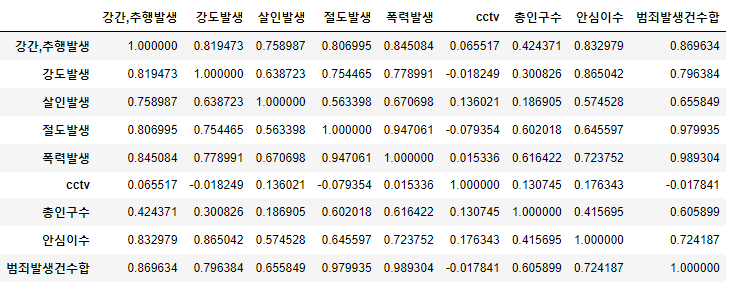 강간,추행발생 강도발생 살인발생 절도발생 폭력발생 cctv 총인구수 안심이수 범죄발생건수합
강간,추행발생 1.000000 0.819473 0.758987 0.806995 0.845084 0.065517 0.424371 0.832979 0.869634
강도발생 0.819473 1.000000 0.638723 0.754465 0.778991 -0.018249 0.300826 0.865042 0.796384
살인발생 0.758987 0.638723 1.000000 0.563398 0.670698 0.136021 0.186905 0.574528 0.655849
절도발생 0.806995 0.754465 0.563398 1.000000 0.947061 -0.079354 0.602018 0.645597 0.979935
폭력발생 0.845084 0.778991 0.670698 0.947061 1.000000 0.015336 0.616422 0.723752 0.989304
cctv 0.065517 -0.018249 0.136021 -0.079354 0.015336 1.000000 0.130745 0.176343 -0.017841
총인구수 0.424371 0.300826 0.186905 0.602018 0.616422 0.130745 1.000000 0.415695 0.605899
안심이수 0.832979 0.865042 0.574528 0.645597 0.723752 0.176343 0.415695 1.000000 0.724187
범죄발생건수합 0.869634 0.796384 0.655849 0.979935 0.989304 -0.017841 0.605899 0.724187 1.000000